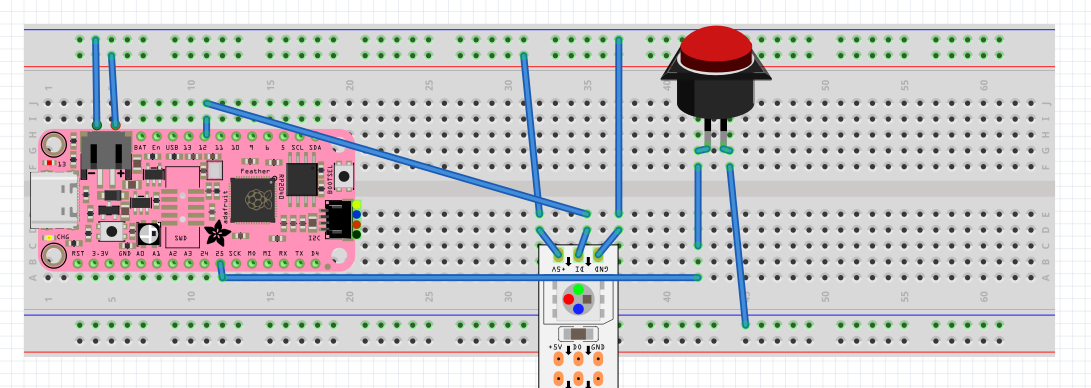 1 5 10 15 20 25 30 35 40 45 50 55 60
J
I
H
G
F
BAT En USB 13 12 11 10 9 6 5 SCL SDA
13
- +
Feather
RP2040
BOOTSEL
adafruit
CHG
SWD
I2C
RST 3.3V GND A0 A1 A2 A3 24 25 SCK MO MI RX TX D4
E
D
C
B
A
+5V DI GND
+5V DO GND
1 5 10 15 20 25 30 35 40 45 50 55 60